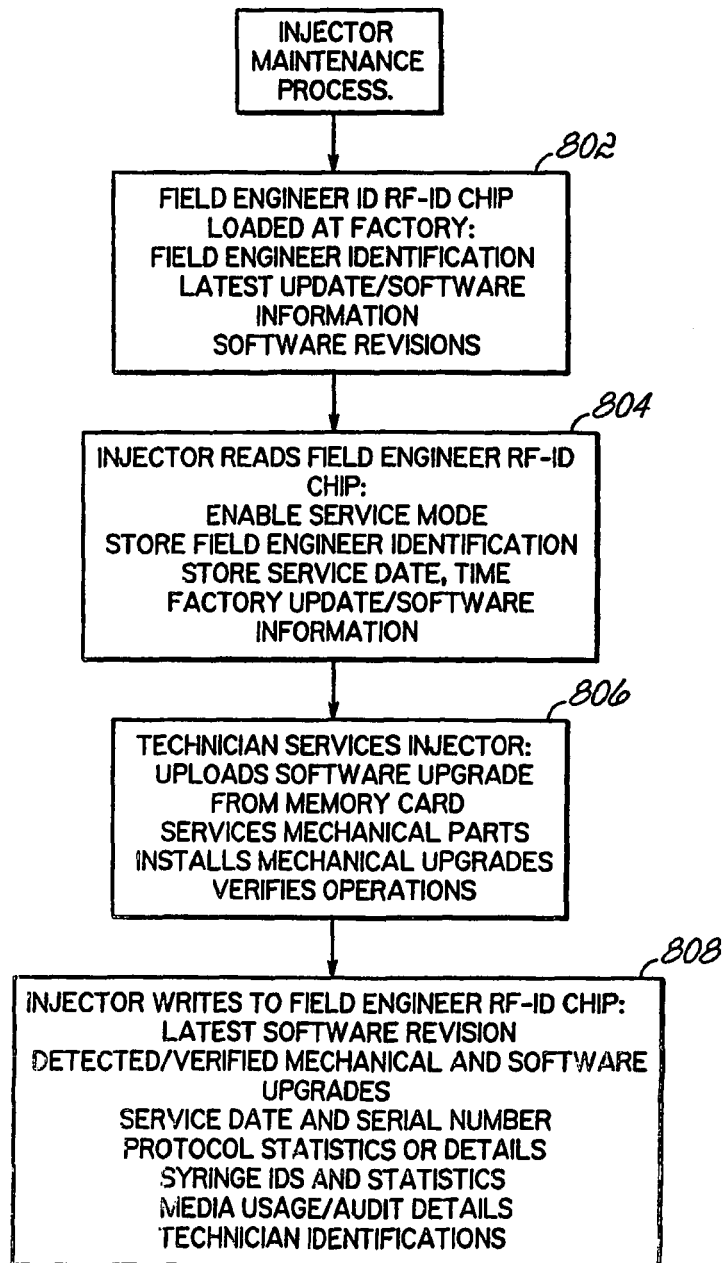 INJECTOR
MAINTENANCE
PROCESS.
802
FIELD ENGINEER ID RF-ID CHIP
LOADED AT FACTORY:
FIELD ENGINEER IDENTIFICATION
LATEST UPDATE/SOFTWARE
INFORMATION
SOFTWARE REVISIONS
804
INJECTOR READS FIELD ENGINEER RF-ID
CHIP:
ENABLE SERVICE MODE
STORE FIELD ENGINEER IDENTIFICATION
STORE SERVICE DATE, TIME
FACTORY UPDATE/SOFTWARE
INFORMATION
806
TECHNICIAN SERVICES INJECTOR:
UPLOADS SOFTWARE UPGRADE
FROM MEMORY CARD
SERVICES MECHANICAL PARTS
INSTALLS MECHANICAL UPGRADES
VERIFIES OPERATIONS
808
INJECTOR WRITES TO FIELD ENGINEER RF-ID CHIP:
LATEST SOFTWARE REVISION
DETECTED/VERIFIED MECHANICAL AND SOFTWARE
UPGRADES
SERVICE DATE AND SERIAL NUMBER
PROTOCOL STATISTICS OR DETAILS
SYRINGE IDS AND STATISTICS
MEDIA USAGE/AUDIT DETAILS
TECHNICIAN IDENTIFICATIONS